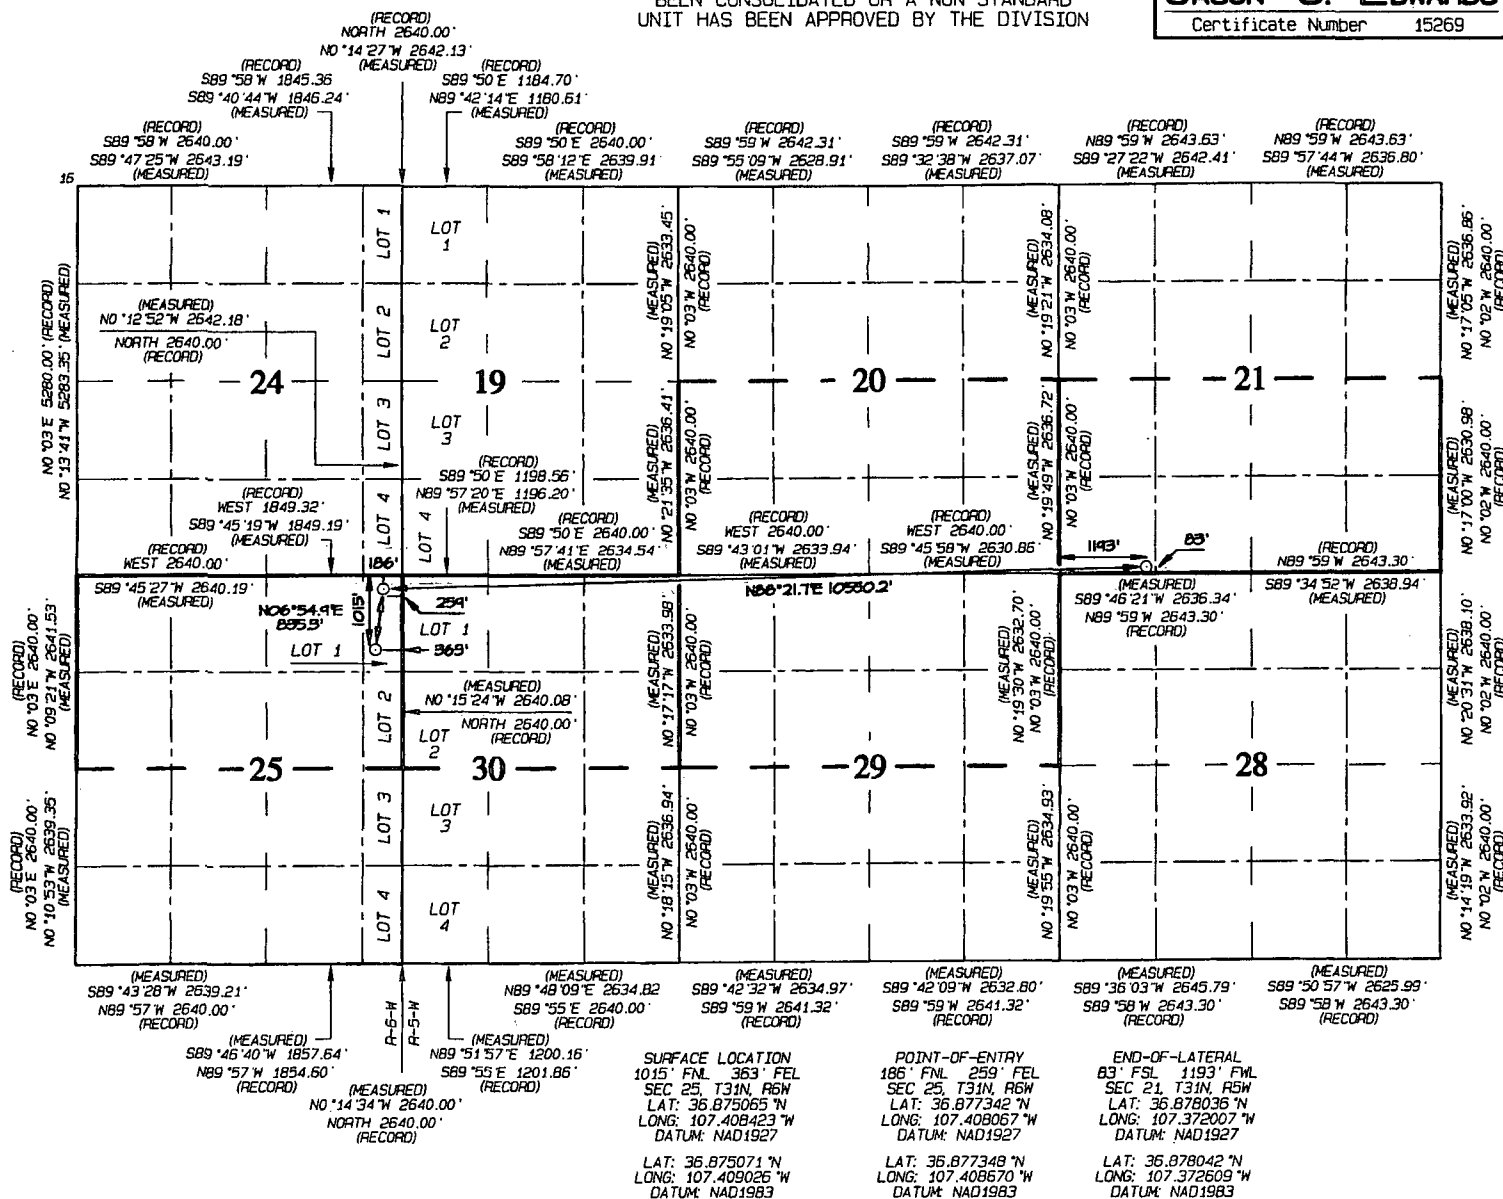 BEEN CONSOLIDATED OR A NON-STANDARD
UNIT HAS BEEN APPROVED BY THE DIVISION
JASON C. EDWARDS
Certificate Number 15269
(RECORD)
NORTH 2640.00'
N0°14'27"W 2642.13'
(MEASURED)
(RECORD)
S89°58'W 1845.36
S89°40'44"W 1846.24'
(MEASURED)
(RECORD)
S89°50'E 1184.70'
N89°42'14"E 1180.61'
(MEASURED)
(RECORD)
S89°58'W 2640.00'
S89°47'25"W 2643.19'
(MEASURED)
(RECORD)
S89°50'E 2640.00'
S89°58'12"E 2639.91'
(MEASURED)
(RECORD)
S89°59'W 2642.31'
S89°55'09"W 2628.91'
(MEASURED)
(RECORD)
S89°59'W 2642.31'
S89°32'38"W 2637.07'
(MEASURED)
(RECORD)
N89°59'W 2643.63'
S89°27'22"W 2642.41'
(MEASURED)
(RECORD)
N89°59'W 2643.63'
S89°57'44"W 2636.80'
(MEASURED)
16
LOT 1
LOT
1
LOT 2
LOT
2
LOT 3
LOT
3
LOT 4
LOT 4
24
19
20
21
N0°03'E 5280.00' (RECORD)
N0°13'41"W 5283.35' (MEASURED)
(MEASURED)
N0°12'52"W 2642.18'
NORTH 2640.00'
(RECORD)
(MEASURED)
N0°19'05"W 2633.45'
N0°03'W 2640.00'
(RECORD)
(MEASURED)
N0°19'21"W 2634.08'
N0°03'W 2640.00'
(RECORD)
(MEASURED)
N0°17'05"W 2636.86'
N0°02'W 2640.00'
(RECORD)
(MEASURED)
N0°21'35"W 2636.41'
N0°03'W 2640.00'
(RECORD)
(MEASURED)
N0°19'49"W 2636.72'
N0°03'W 2640.00'
(RECORD)
(MEASURED)
N0°17'00"W 2630.98'
N0°02'W 2640.00'
(RECORD)
(RECORD)
S89°50'E 1198.56'
N89°57'20"E 1196.20'
(MEASURED)
(RECORD)
WEST 1849.32'
S89°45'19"W 1849.19'
(MEASURED)
(RECORD)
WEST 2640.00'
S89°45'27"W 2640.19'
(MEASURED)
(RECORD)
S89°50'E 2640.00'
N89°57'41"E 2634.54'
(MEASURED)
(RECORD)
WEST 2640.00'
S89°43'01"W 2633.94'
(MEASURED)
(RECORD)
WEST 2640.00'
S89°45'58"W 2630.86'
(MEASURED)
1193'
83'
(RECORD)
N89°59'W 2643.30'
S89°34'52"W 2638.94'
(MEASURED)
(MEASURED)
S89°46'21"W 2636.34'
N89°59'W 2643.30'
(RECORD)
186'
N88°21.7'E 10550.2'
N06°54.9'E
835.3'
1015'
259'
363'
LOT 1
LOT 1
(MEASURED)
N0°15'24"W 2640.08'
NORTH 2640.00'
(RECORD)
LOT 2
LOT
2
(RECORD)
N0°03'E 2640.00'
N0°09'21"W 2641.53'
(MEASURED)
(MEASURED)
N0°17'17"W 2633.98'
N0°03'W 2640.00'
(RECORD)
(MEASURED)
N0°19'30"W 2632.70'
N0°03'W 2640.00'
(RECORD)
(MEASURED)
N0°20'31"W 2638.10'
N0°02'W 2640.00'
(RECORD)
25
30
29
28
LOT 3
LOT
3
LOT 4
LOT
4
(RECORD)
N0°03'E 2640.00'
N0°10'53"W 2639.35'
(MEASURED)
(MEASURED)
N0°18'15"W 2636.94'
N0°03'W 2640.00'
(RECORD)
(MEASURED)
N0°19'55"W 2634.93'
N0°03'W 2640.00'
(RECORD)
(MEASURED)
N0°14'19"W 2633.92'
N0°02'W 2640.00'
(RECORD)
(MEASURED)
S89°43'28"W 2639.21'
N89°57'W 2640.00'
(RECORD)
(MEASURED)
S89°46'40"W 1857.64'
N89°57'W 1854.60'
(RECORD)
R-6-W
R-5-W
(MEASURED)
N0°14'34"W 2640.00'
NORTH 2640.00'
(RECORD)
(MEASURED)
N89°51'57"E 1200.16'
S89°55'E 1201.86'
(RECORD)
(MEASURED)
N89°48'09"E 2634.82
S89°55'E 2640.00'
(RECORD)
(MEASURED)
S89°42'32"W 2634.97'
S89°59'W 2641.32'
(RECORD)
(MEASURED)
S89°42'09"W 2632.80'
S89°59'W 2641.32'
(RECORD)
(MEASURED)
S89°36'03"W 2645.79'
S89°58'W 2643.30'
(RECORD)
(MEASURED)
S89°50'57"W 2625.99'
S89°58'W 2643.30'
(RECORD)
SURFACE LOCATION
1015' FNL 363' FEL
SEC 25, T31N, R6W
LAT: 36.875065°N
LONG: 107.408423°W
DATUM: NAD1927
LAT: 36.875071°N
LONG: 107.409026°W
DATUM: NAD1983
POINT-OF-ENTRY
186' FNL 259' FEL
SEC 25, T31N, R6W
LAT: 36.877342°N
LONG: 107.408067°W
DATUM: NAD1927
LAT: 36.877348°N
LONG: 107.408670°W
DATUM: NAD1983
END-OF-LATERAL
83' FSL 1193' FWL
SEC 21, T31N, R5W
LAT: 36.878036°N
LONG: 107.372007°W
DATUM: NAD1927
LAT: 36.878042°N
LONG: 107.372609°W
DATUM: NAD1983